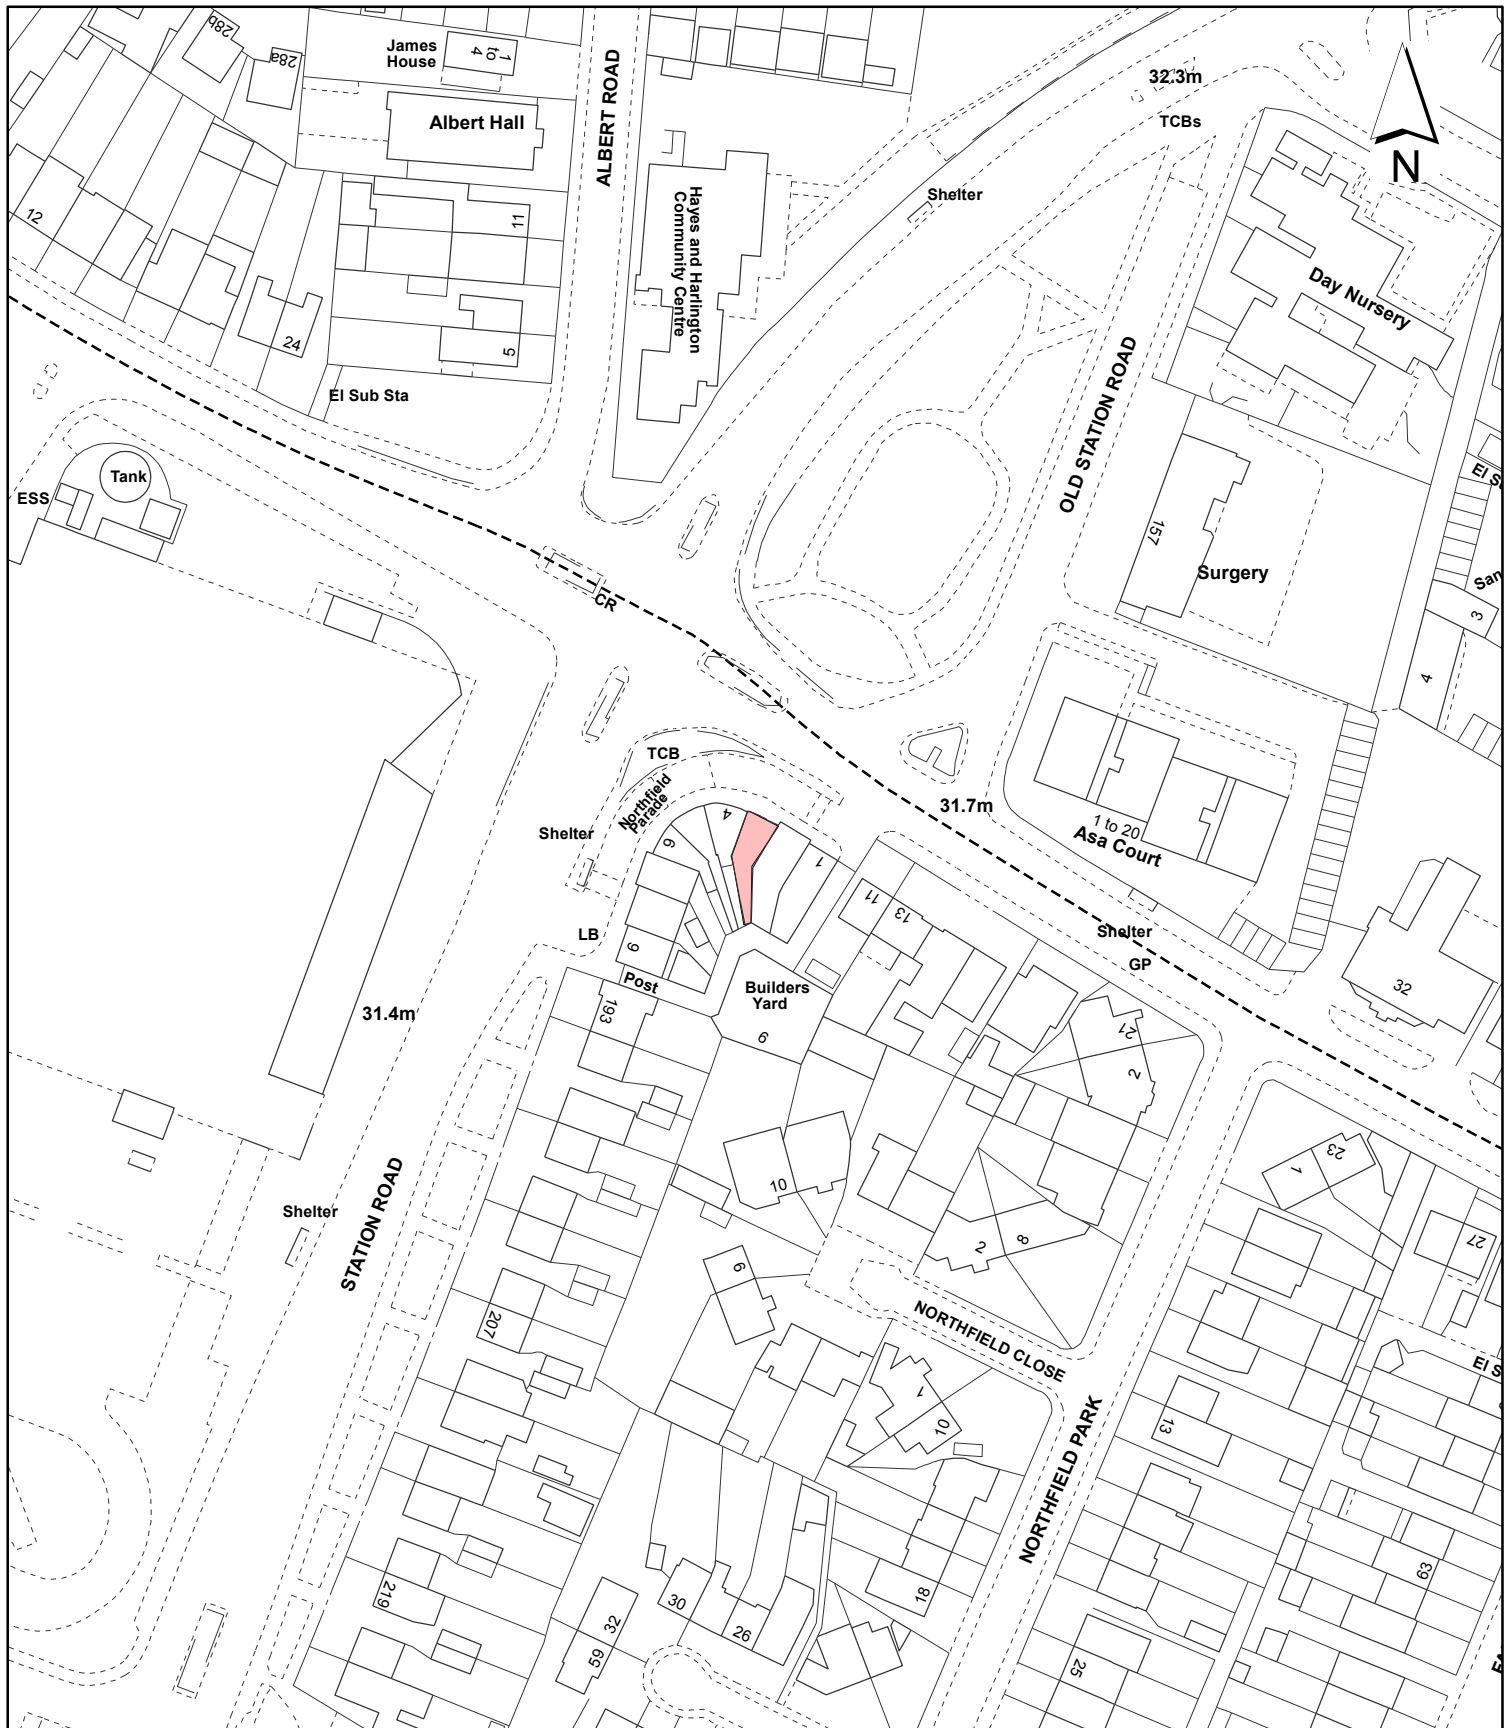 28b
28a
James
House
1
to
4
Albert Hall
ALBERT ROAD
32.3m
TCBs
N
Shelter
Hayes and Harlington
Community Centre
12
11
Day Nursery
24
5
El Sub Sta
OLD STATION ROAD
Tank
ESS
157
Surgery
CR
3
4
TCB
Northfield
Parade
Shelter
4
6
1
31.7m
1 to 20
Asa Court
11
13
LB
9
Post
Builders
Yard
9
Shelter
GP
32
193
31.4m
21
2
STATION ROAD
Shelter
10
23
1
27
2
8
9
207
NORTHFIELD CLOSE
1
10
13
NORTHFIELD PARK
219
30
32
59
26
18
63
25